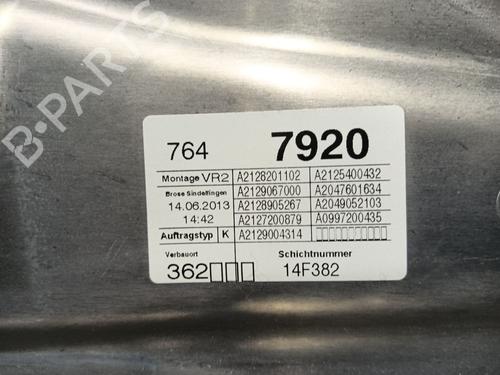 B-PARTS
764 7920
Montage VR2 A2128201102 A2125400432
Brose Sindelfingen A2129067000 A2047601634
14.06.2013 A2128905267 A2049052103
14:42 A2127200879 A0997200435
Auftragstyp K A2129004314
Verbauort Schichtnummer
362 14F382